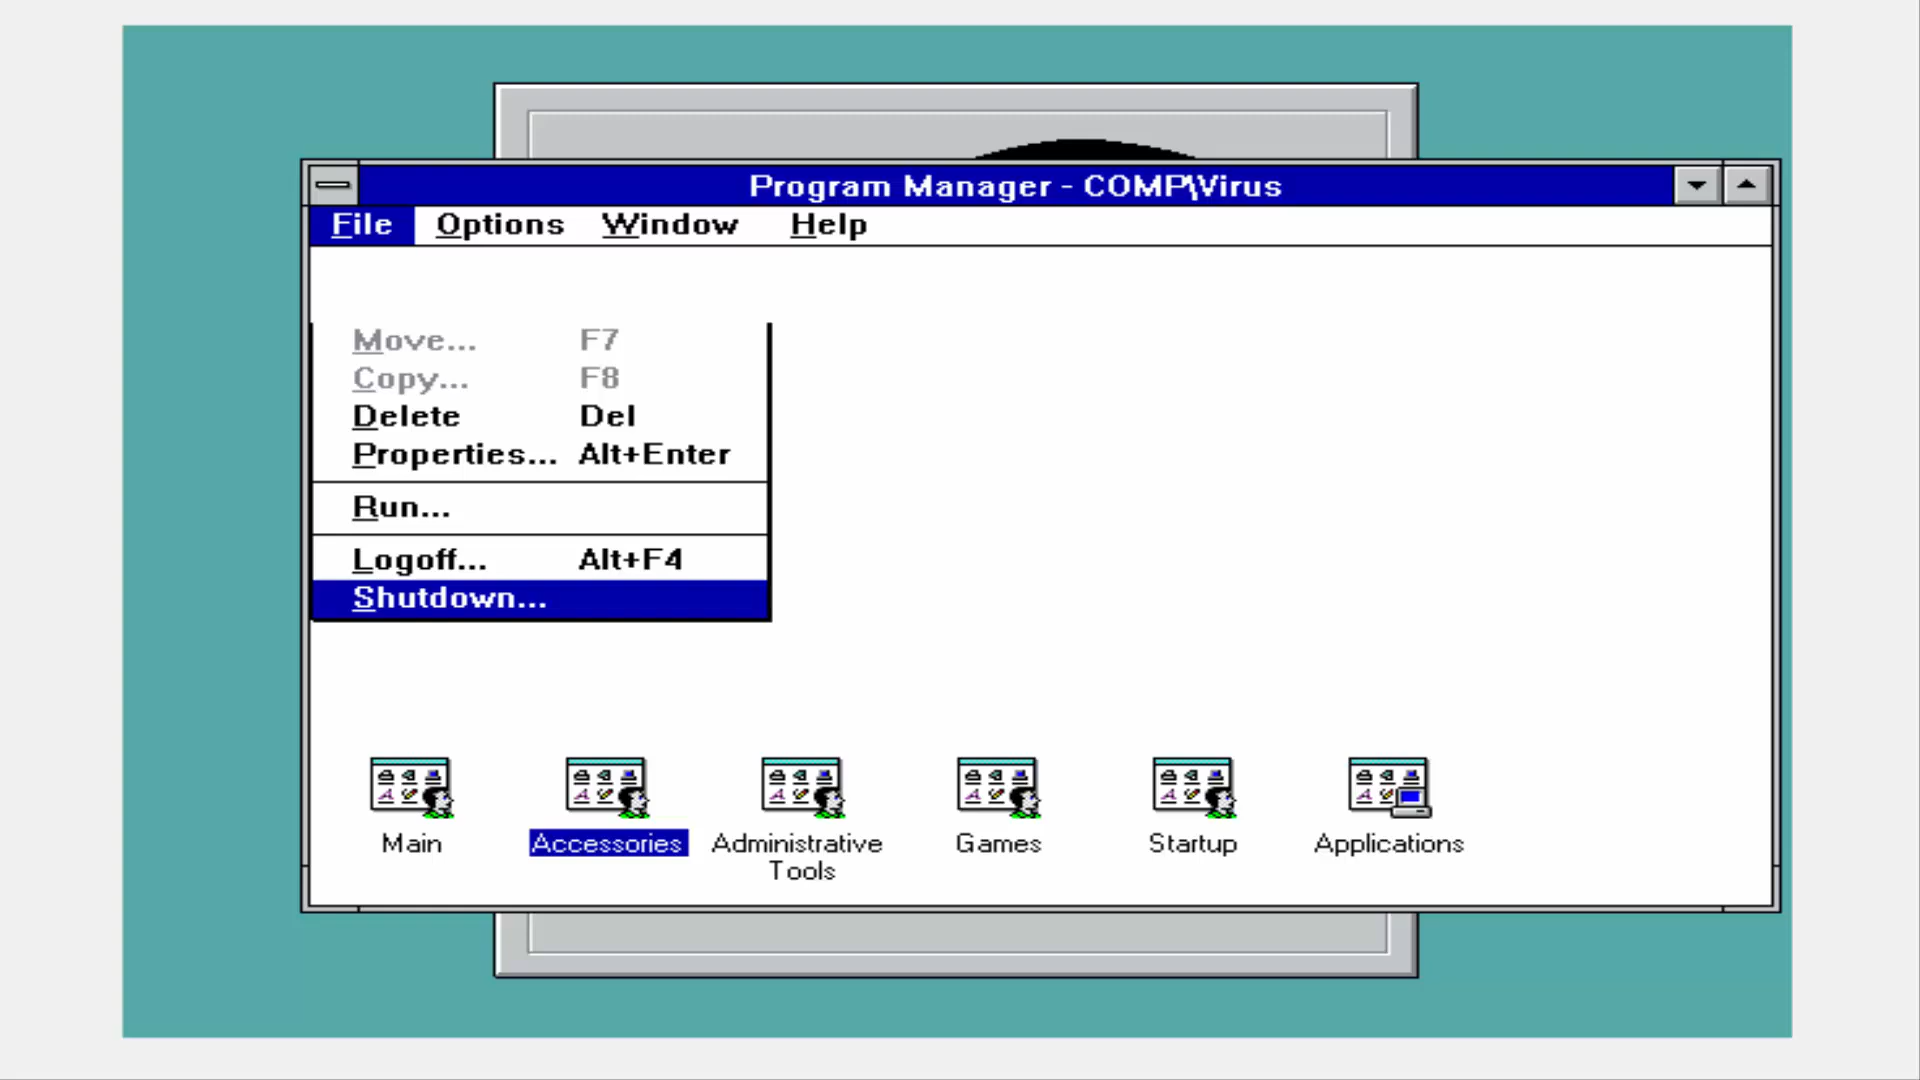 Program Manager - COMP\Virus
File Options Window Help
Move... F7
Copy... F8
Delete Del
Properties... Alt+Enter
Run...
Logoff... Alt+F4
Shutdown...
Main Accessories Administrative Tools Games Startup Applications